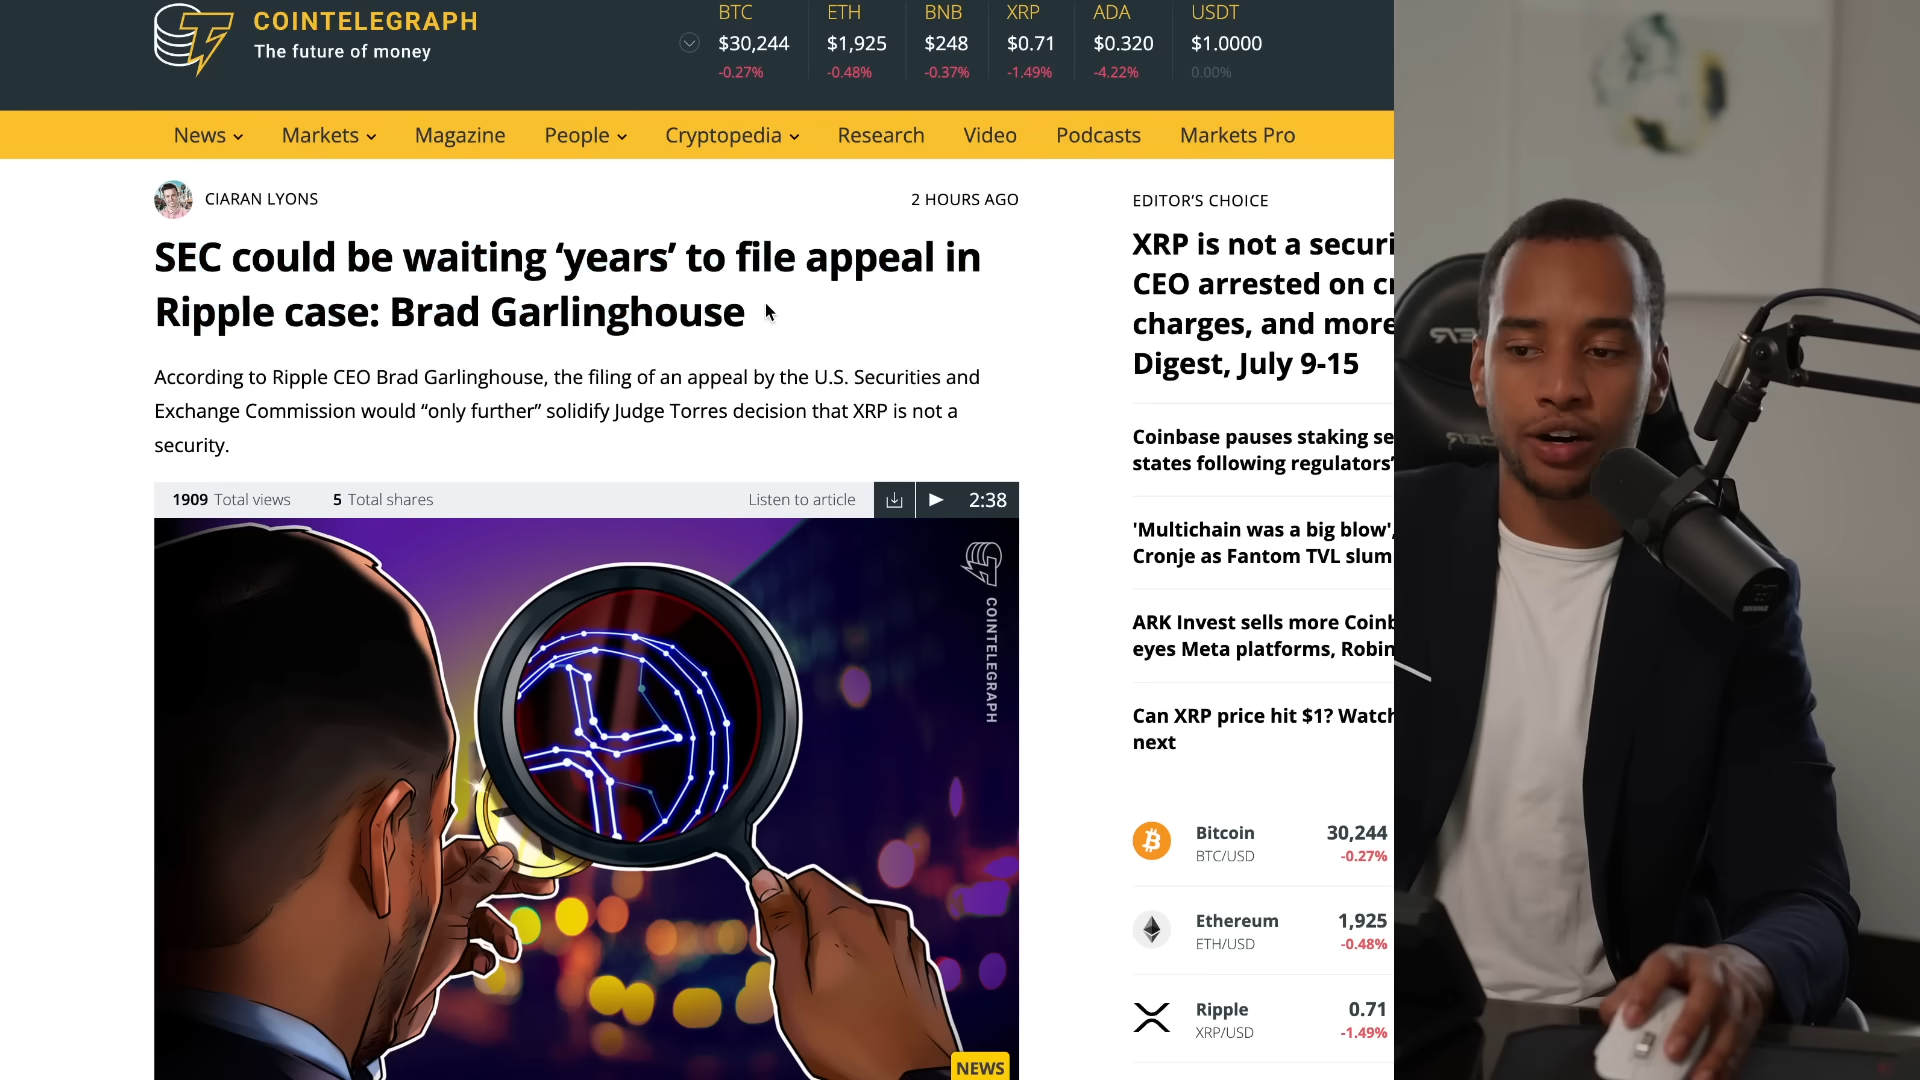 COINTELEGRAPH
The future of money
BTC
$30,244
-0.27%
ETH
$1,925
-0.48%
BNB
$248
-0.37%
XRP
$0.71
-1.49%
ADA
$0.320
-4.22%
USDT
$1.0000
0.00%
News
Markets
Magazine
People
Cryptopedia
Research
Video
Podcasts
Markets Pro
CIARAN LYONS
2 HOURS AGO
SEC could be waiting ‘years’ to file appeal in
Ripple case: Brad Garlinghouse
According to Ripple CEO Brad Garlinghouse, the filing of an appeal by the U.S. Securities and
Exchange Commission would “only further” solidify Judge Torres decision that XRP is not a
security.
1909 Total views
5 Total shares
Listen to article
2:38
COINTELEGRAPH
NEWS
EDITOR’S CHOICE
XRP is not a securi
CEO arrested on cr
charges, and more
Digest, July 9-15
Coinbase pauses staking se
states following regulators’
'Multichain was a big blow',
Cronje as Fantom TVL slum
ARK Invest sells more Coinb
eyes Meta platforms, Robin
Can XRP price hit $1? Watch
next
Bitcoin
30,244
BTC/USD
-0.27%
Ethereum
1,925
ETH/USD
-0.48%
Ripple
0.71
XRP/USD
-1.49%